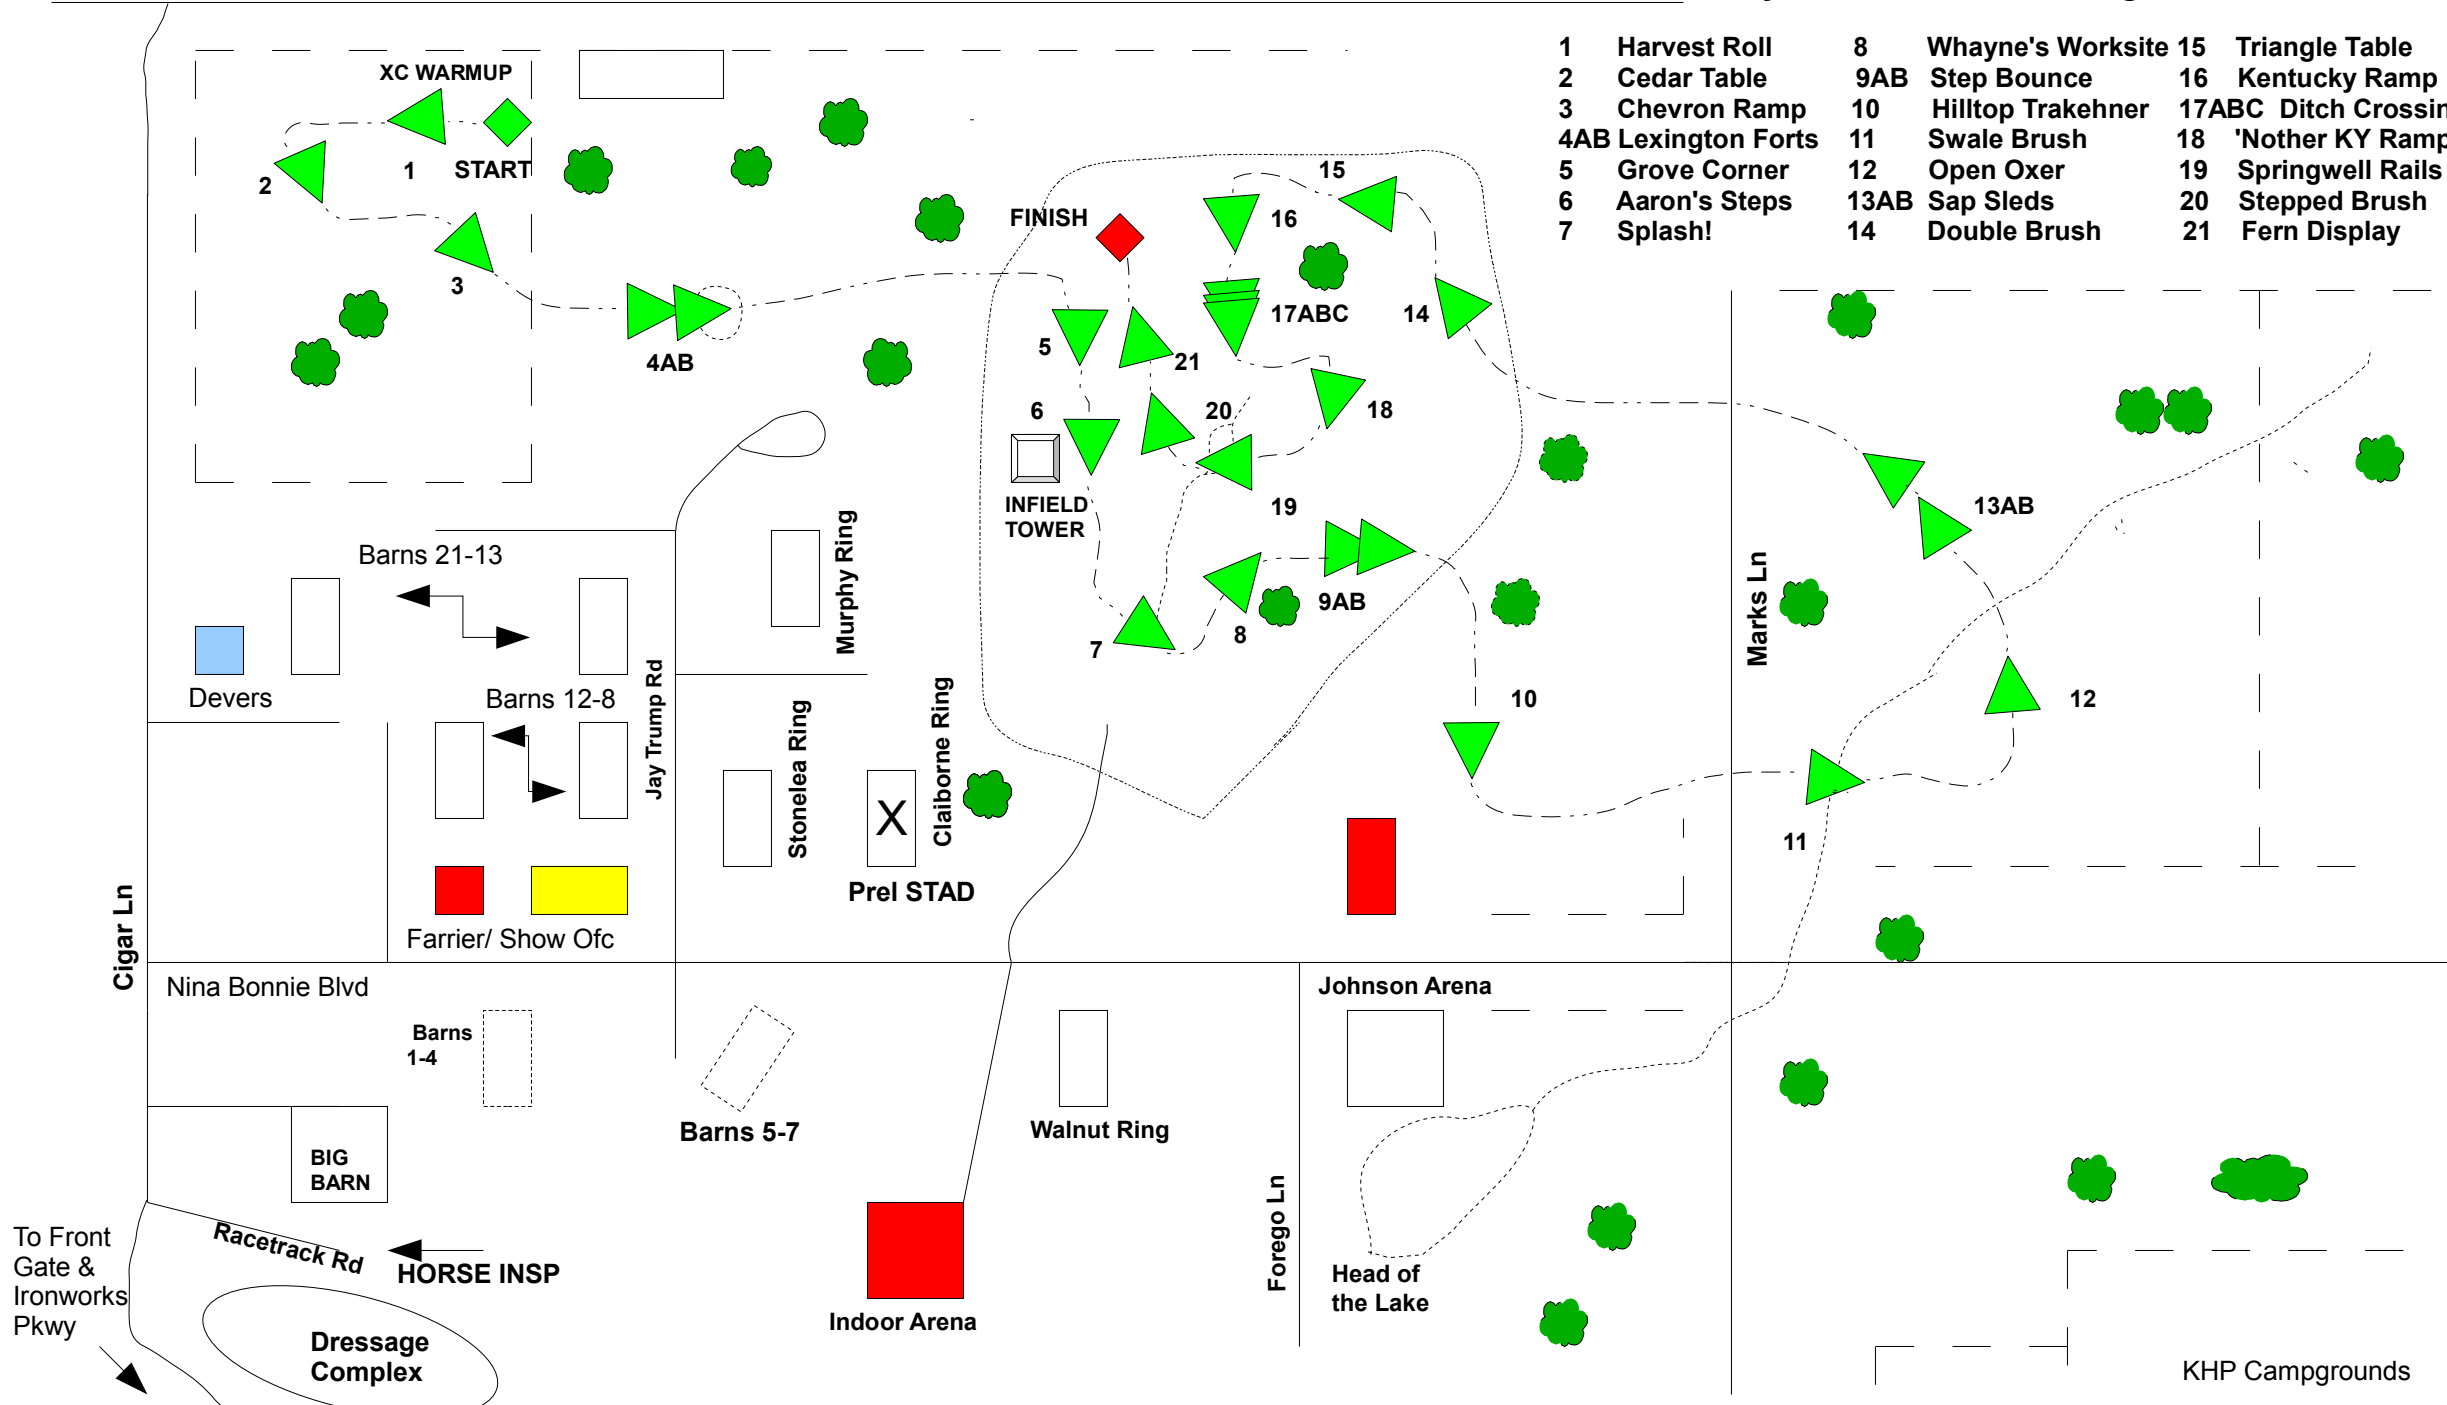 1 Harvest Roll 8 Whayne's Worksite 15 Triangle Table
2 Cedar Table 9AB Step Bounce 16 Kentucky Ramp
3 Chevron Ramp 10 Hilltop Trakehner 17ABC Ditch Crossin
4AB Lexington Forts 11 Swale Brush 18 'Nother KY Ramp
5 Grove Corner 12 Open Oxer 19 Springwell Rails
6 Aaron's Steps 13AB Sap Sleds 20 Stepped Brush
7 Splash! 14 Double Brush 21 Fern Display
XC WARMUP
1
START
2
3
4AB
FINISH
15
16
17ABC
14
5
21
6
20
18
INFIELD
TOWER
19
13AB
Barns 21-13
Murphy Ring
9AB
8
7
Marks Ln
Devers
Barns 12-8
Jay Trump Rd
Stonelea Ring
Claiborne Ring
10
12
X
Prel STAD
11
Cigar Ln
Farrier/ Show Ofc
Nina Bonnie Blvd
Johnson Arena
Barns
1-4
Barns 5-7
Walnut Ring
BIG
BARN
Racetrack Rd
HORSE INSP
To Front
Gate &
Ironworks
Pkwy
Forego Ln
Head of
the Lake
Indoor Arena
Dressage
Complex
KHP Campgrounds